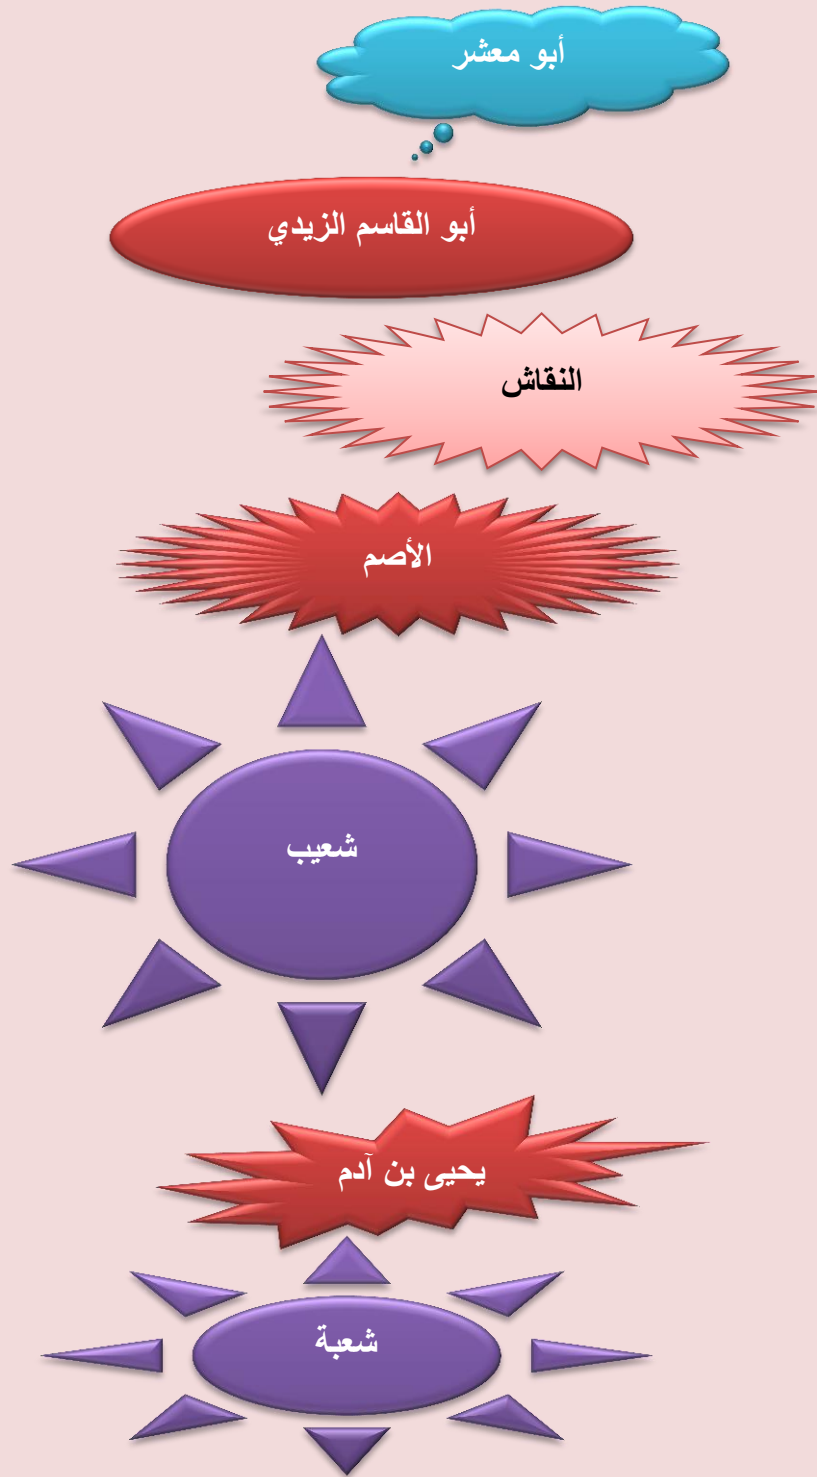 أبو معشر
أبو القاسم الزيدي
النقاش
الأصم
شعيب
يحيى بن آدم
شعبة